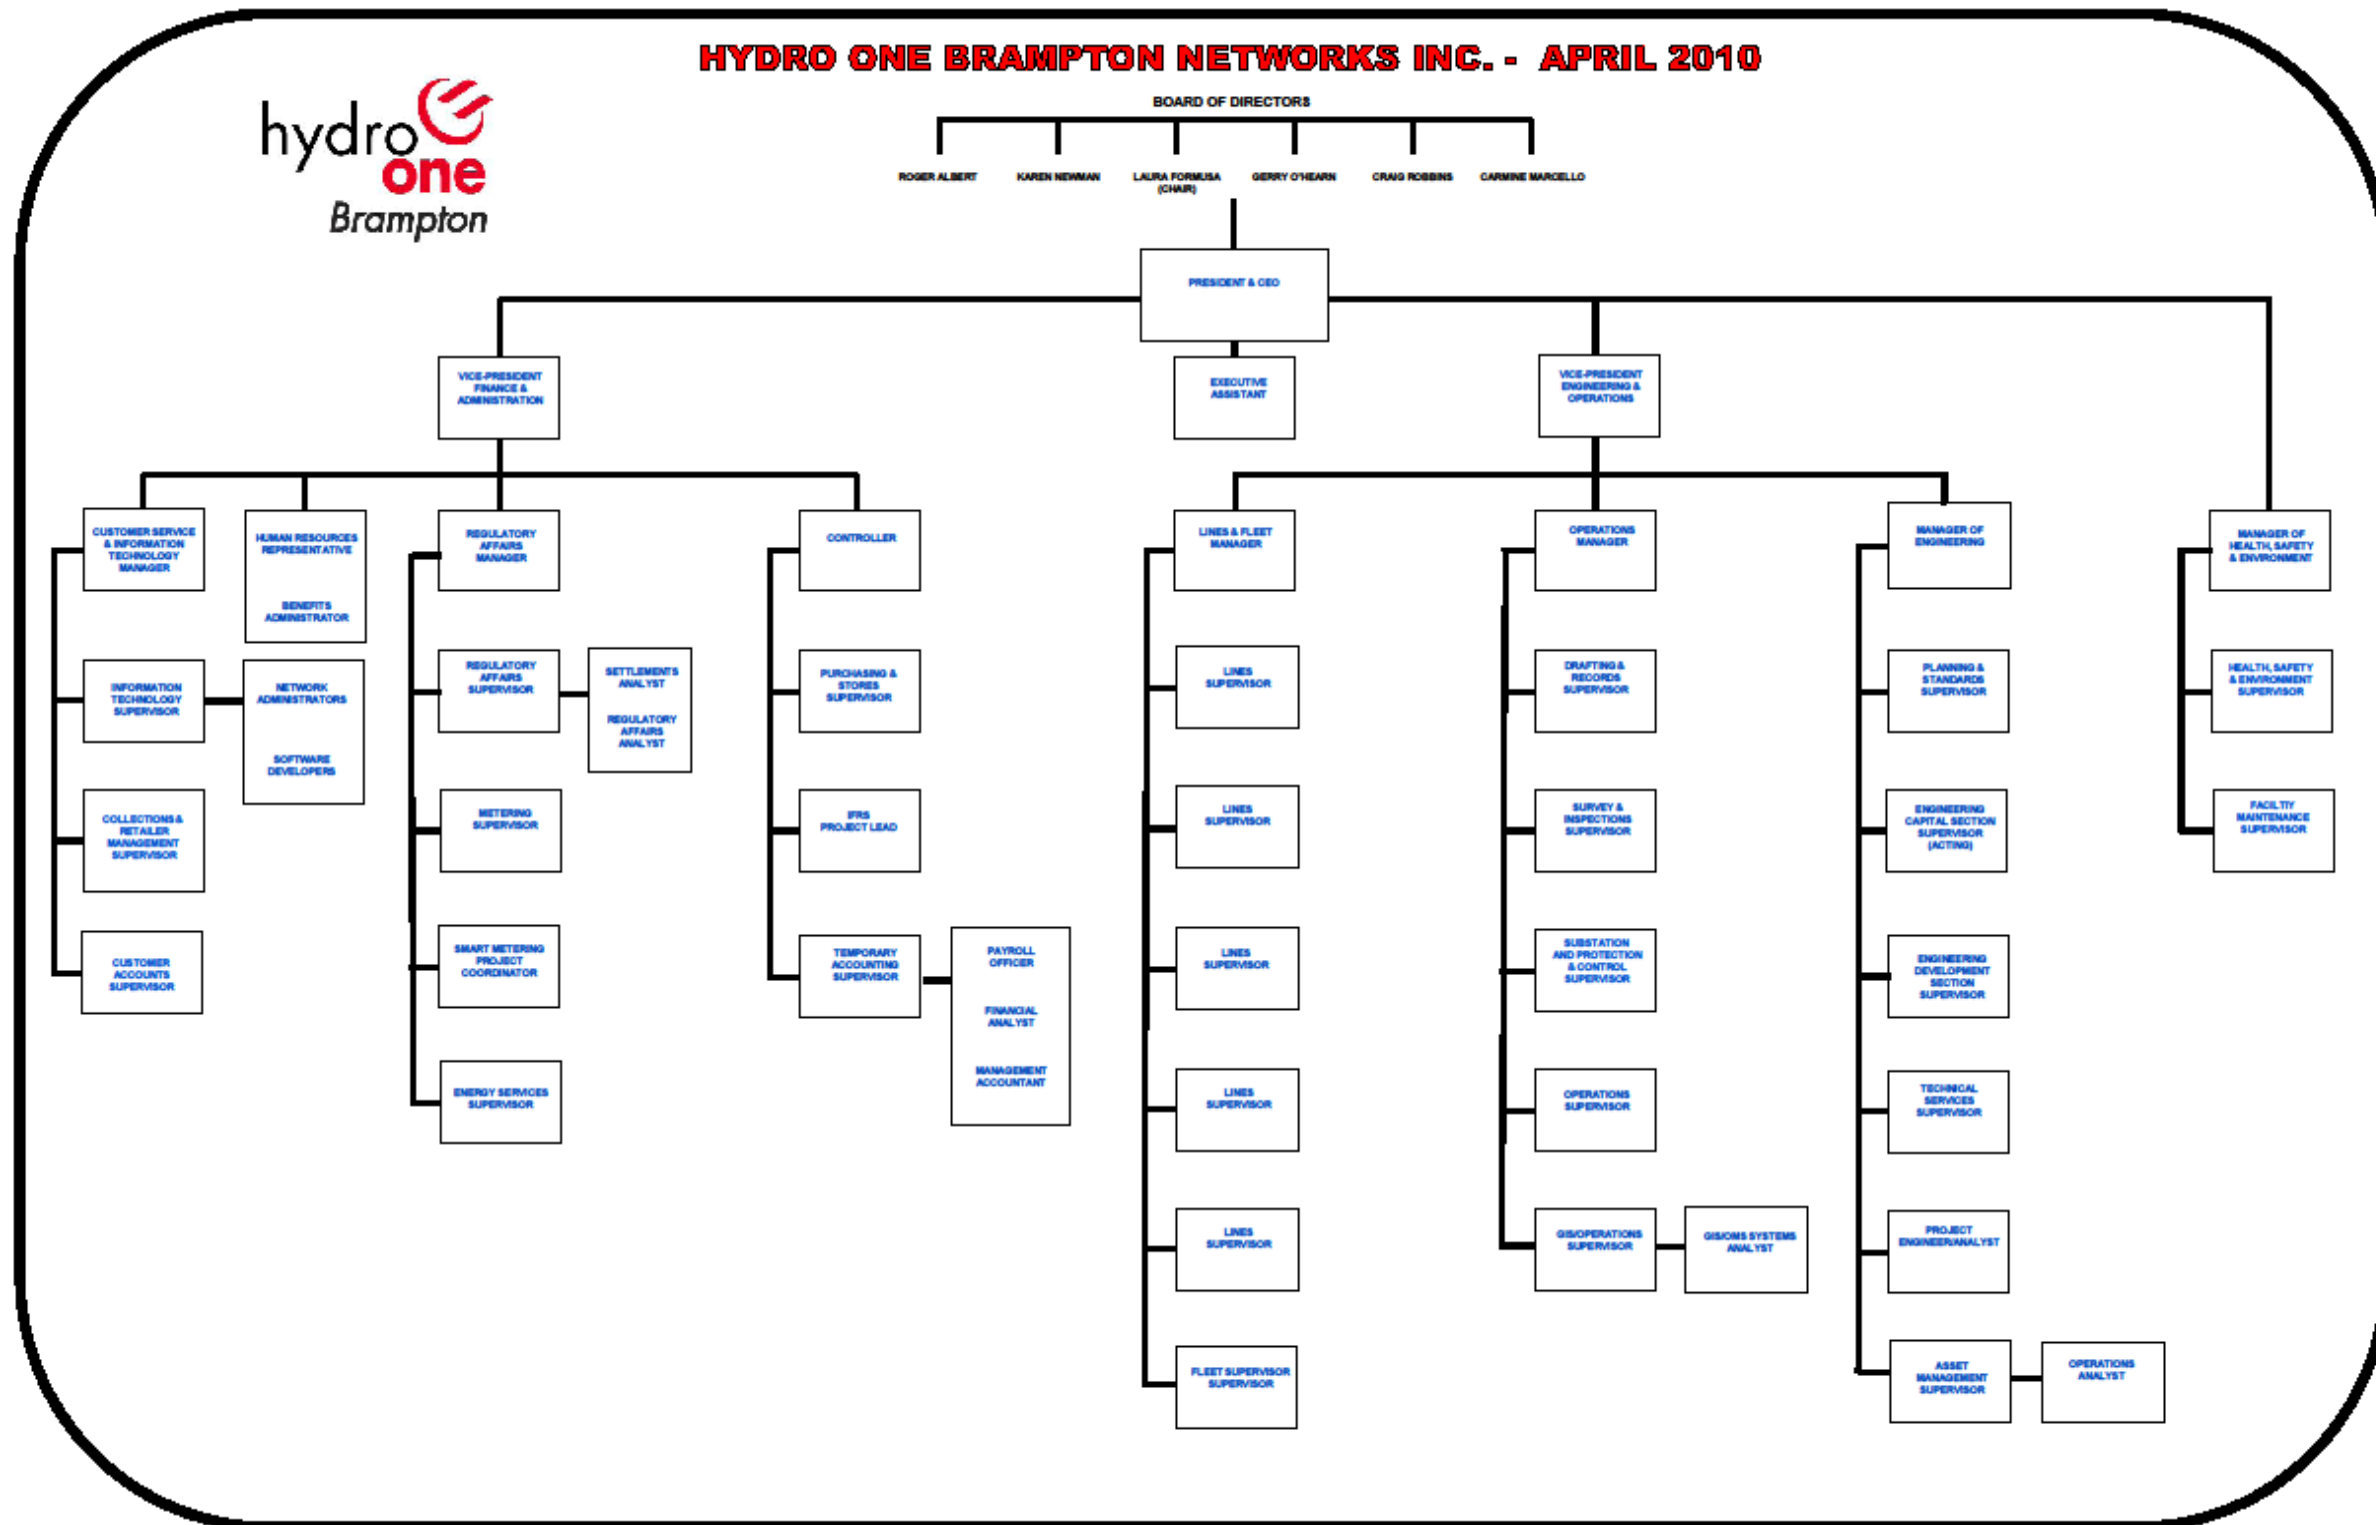 HYDRO ONE BRAMPTON NETWORKS INC. - APRIL 2010
hydro
one
Brampton
BOARD OF DIRECTORS
ROGER ALBERT
KAREN NEWMAN
LAURA FORMUSA
(CHAIR)
GERRY O'HEARN
CRAIG ROBBINS
CARMINE MARCELLO
PRESIDENT & CEO
VICE-PRESIDENT
FINANCE &
ADMINISTRATION
EXECUTIVE
ASSISTANT
VICE-PRESIDENT
ENGINEERING &
OPERATIONS
CUSTOMER SERVICE
& INFORMATION
TECHNOLOGY
MANAGER
HUMAN RESOURCES
REPRESENTATIVE
BENEFITS
ADMINISTRATOR
REGULATORY
AFFAIRS
MANAGER
CONTROLLER
LINES & FLEET
MANAGER
OPERATIONS
MANAGER
MANAGER OF
ENGINEERING
MANAGER OF
HEALTH, SAFETY
& ENVIRONMENT
INFORMATION
TECHNOLOGY
SUPERVISOR
NETWORK
ADMINISTRATORS
SOFTWARE
DEVELOPERS
REGULATORY
AFFAIRS
SUPERVISOR
SETTLEMENTS
ANALYST
REGULATORY
AFFAIRS
ANALYST
PURCHASING &
STORES
SUPERVISOR
LINES
SUPERVISOR
DRAFTING &
RECORDS
SUPERVISOR
PLANNING &
STANDARDS
SUPERVISOR
HEALTH, SAFETY
& ENVIRONMENT
SUPERVISOR
COLLECTIONS &
RETAILER
MANAGEMENT
SUPERVISOR
METERING
SUPERVISOR
IFRS
PROJECT LEAD
LINES
SUPERVISOR
SURVEY &
INSPECTIONS
SUPERVISOR
ENGINEERING
CAPITAL SECTION
SUPERVISOR
(ACTING)
FACILTIY
MAINTENANCE
SUPERVISOR
CUSTOMER
ACCOUNTS
SUPERVISOR
SMART METERING
PROJECT
COORDINATOR
TEMPORARY
ACCOUNTING
SUPERVISOR
PAYROLL
OFFICER
FINANCIAL
ANALYST
MANAGEMENT
ACCOUNTANT
LINES
SUPERVISOR
SUBSTATION
AND PROTECTION
& CONTROL
SUPERVISOR
ENGINEERING
DEVELOPMENT
SECTION
SUPERVISOR
ENERGY SERVICES
SUPERVISOR
LINES
SUPERVISOR
OPERATIONS
SUPERVISOR
TECHNICAL
SERVICES
SUPERVISOR
LINES
SUPERVISOR
GIS/OPERATIONS
SUPERVISOR
GIS/OMS SYSTEMS
ANALYST
PROJECT
ENGINEER/ANALYST
FLEET SUPERVISOR
SUPERVISOR
ASSET
MANAGEMENT
SUPERVISOR
OPERATIONS
ANALYST